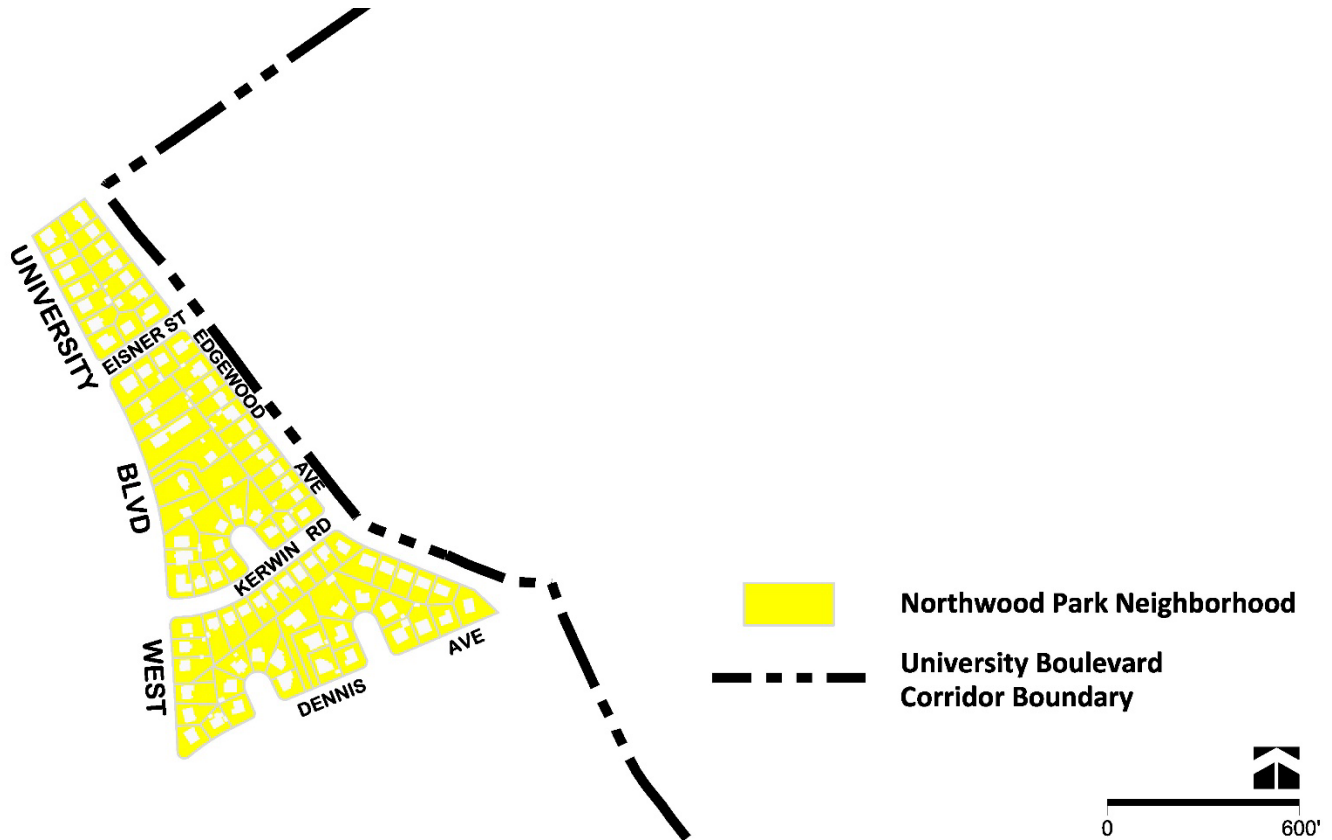 UNIVERSITY
BLVD
WEST
EISNER ST
EDGEWOOD
AVE
KERWIN RD
DENNIS
AVE
Northwood Park Neighborhood
University Boulevard
Corridor Boundary
0 600'